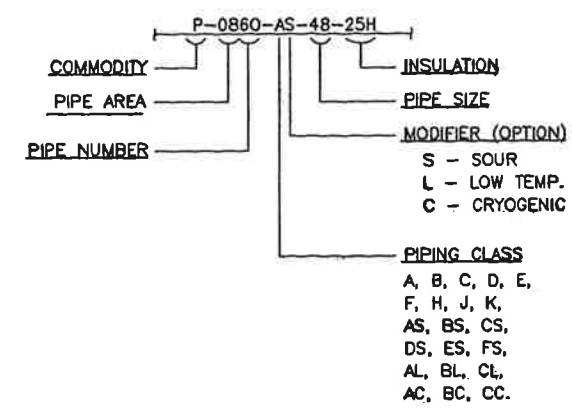 P-0860-AS-48-25H
COMMODITY
INSULATION
PIPE AREA
PIPE SIZE
MODIFIER (OPTION)
PIPE NUMBER
S - SOUR
L - LOW TEMP.
C - CRYOGENIC
PIPING CLASS
A, B, C, D, E,
F, H, J, K,
AS, BS, CS,
DS, ES, FS,
AL, BL, CL,
AC, BC, CC.